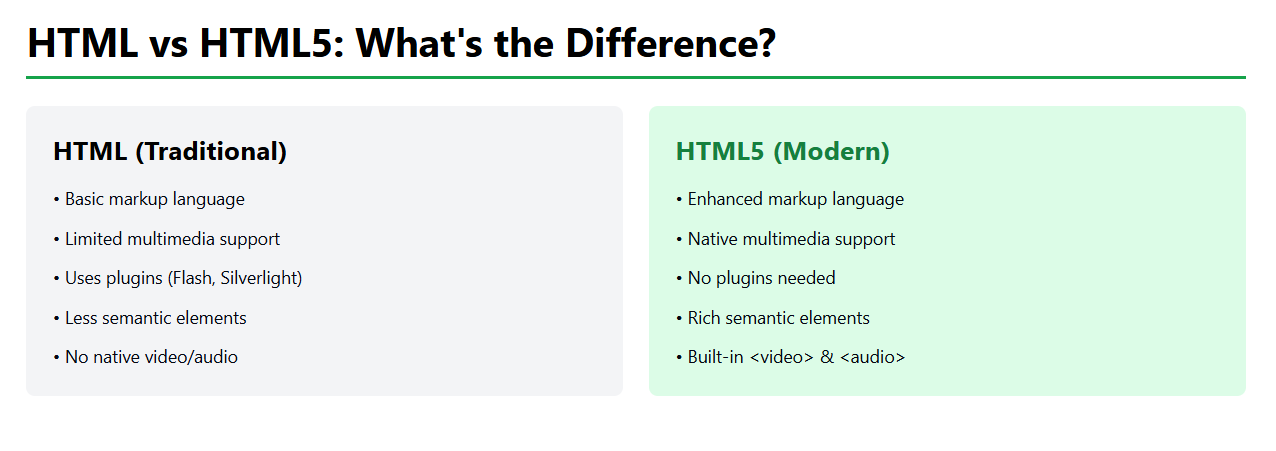 HTML vs HTML5: What's the Difference?
HTML (Traditional)
• Basic markup language
• Limited multimedia support
• Uses plugins (Flash, Silverlight)
• Less semantic elements
• No native video/audio
HTML5 (Modern)
• Enhanced markup language
• Native multimedia support
• No plugins needed
• Rich semantic elements
• Built-in <video> & <audio>